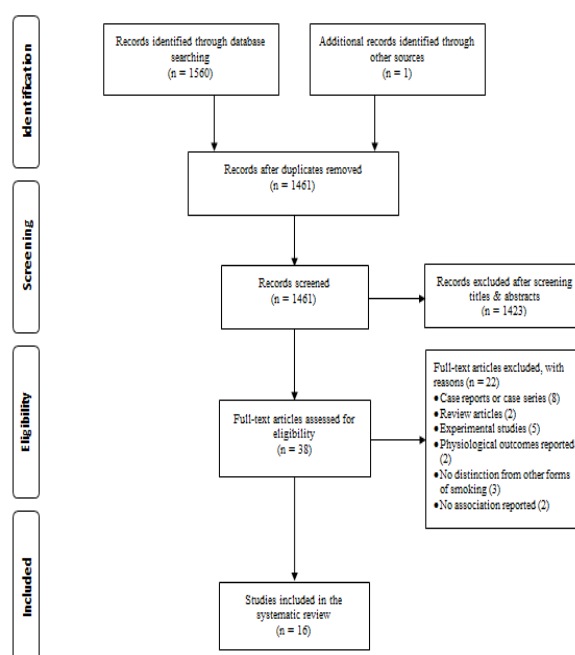 Identification
Records identified through database
searching
(n = 1560)
Additional records identified through
other sources
(n = 1)
Records after duplicates removed
(n = 1461)
Screening
Records screened
(n = 1461)
Records excluded after screening
titles & abstracts
(n = 1423)
Eligibility
Full-text articles assessed for
eligibility
(n = 38)
Full-text articles excluded, with
reasons (n = 22)
●Case reports or case series (8)
●Review articles (2)
●Experimental studies (5)
●Physiological outcomes reported
(2)
●No distinction from other forms
of smoking (3)
●No association reported (2)
Included
Studies included in the
systematic review
(n = 16)